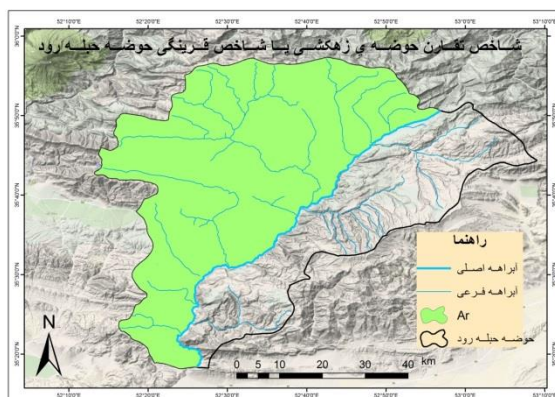 شاخص تقارن حوضه ی زهکشی یا شاخص قرینگی حوضه حبله رود
راهنما
آبراهه اصلی
آبراهه فرعی
Ar
حوضه حبله رود
N
0 5 10 20 30 40
km
52°10'0"E 52°20'0"E 52°30'0"E 52°40'0"E 52°50'0"E 53°0'0"E